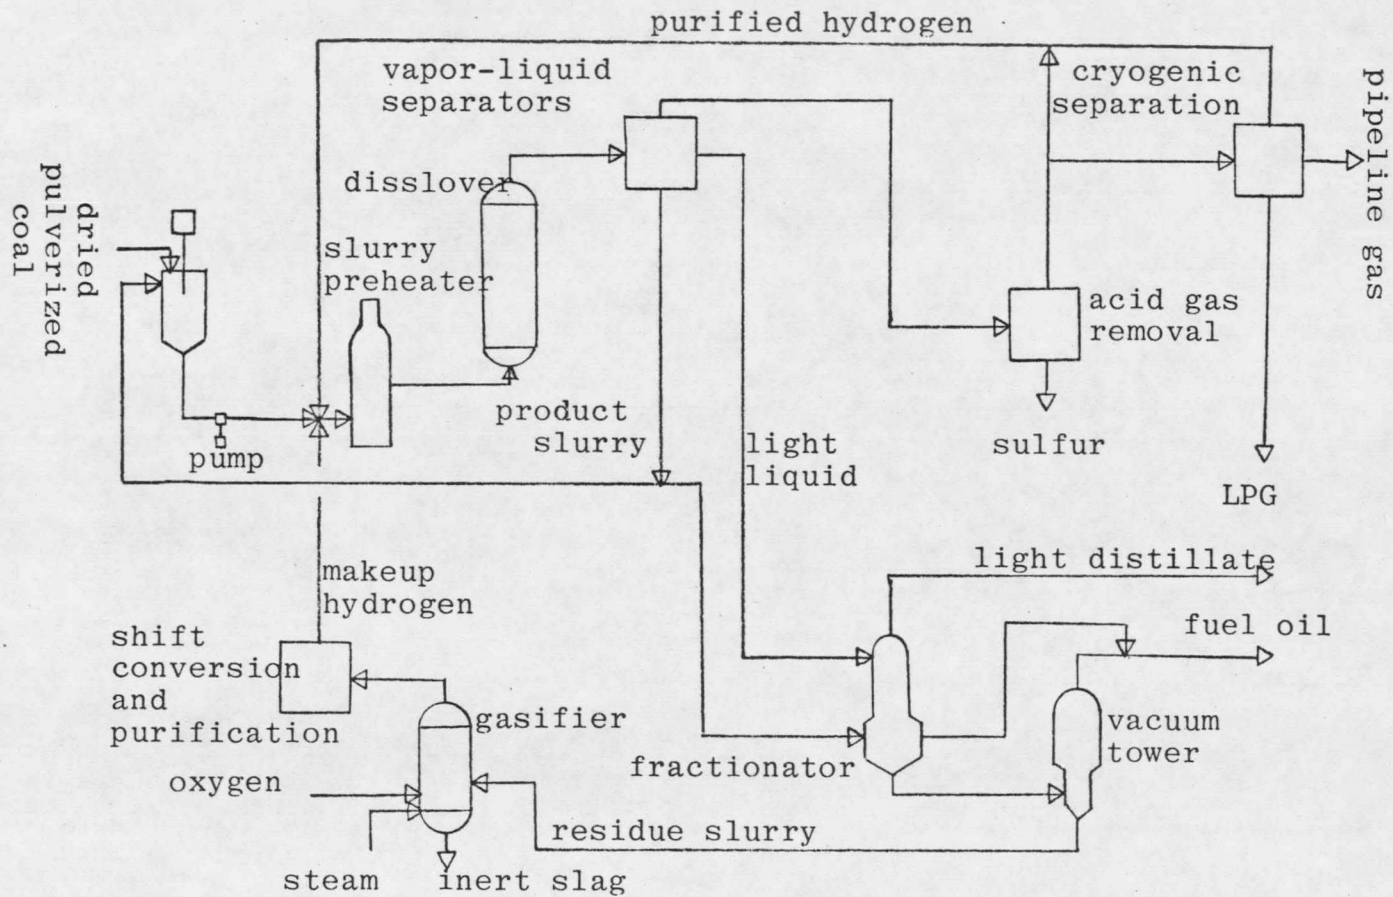 purified hydrogen
vapor-liquid
separators
cryogenic
separation
pipeline gas
dried
pulverized
coal
disslover
slurry
preheater
acid gas
removal
product
slurry
pump
light
liquid
sulfur
LPG
makeup
hydrogen
light distillate
fuel oil
shift
conversion
and
purification
gasifier
vacuum
tower
fractionator
oxygen
residue slurry
steam
inert slag